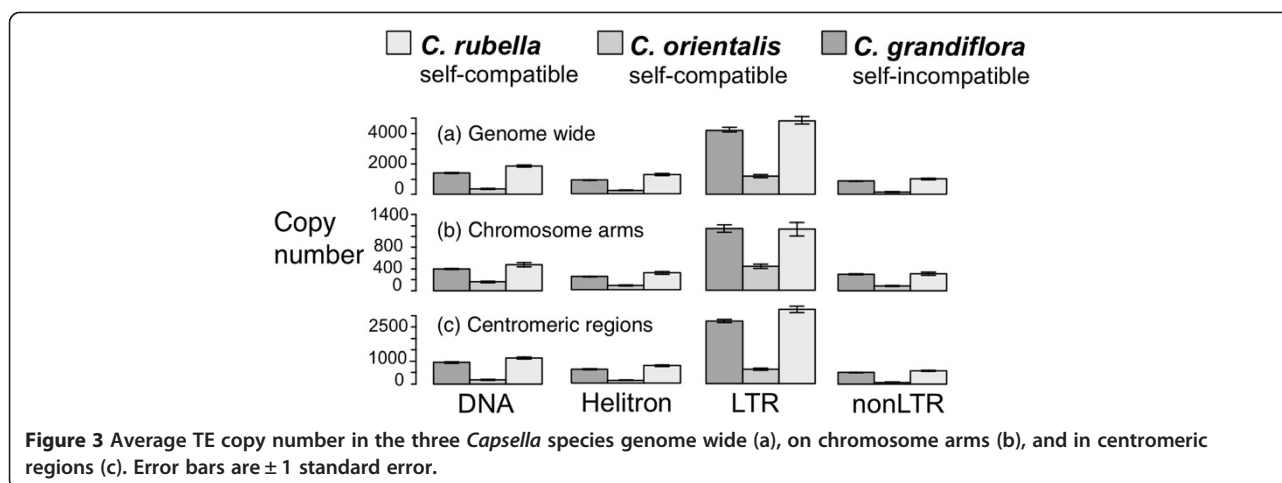 C. rubella C. orientalis C. grandiflora
self-compatible self-compatible self-incompatible
(a) Genome wide
4000
2000
0
(b) Chromosome arms
1400
800
400
0
(c) Centromeric regions
2500
1000
0
Copy
number
DNA Helitron LTR nonLTR
Figure 3 Average TE copy number in the three Capsella species genome wide (a), on chromosome arms (b), and in centromeric
regions (c). Error bars are ± 1 standard error.